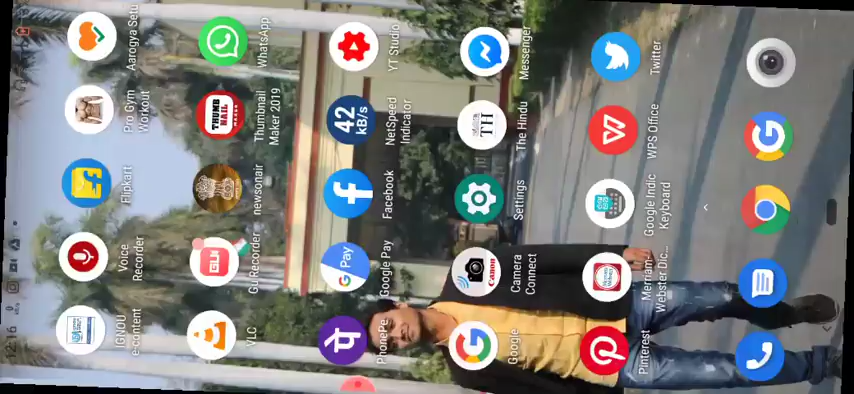 12:16
IGNOU e-content
Voice Recorder
Flipkart
Pro Gym Workout
Aarogya Setu
VLC
GU
Gu Recorder
newsonair
THUMB NAIL MAKER
Thumbnail Maker 2019
WhatsApp
PhonePe
G Pay
Google Pay
Facebook
42 kB/s
NetSpeed Indicator
YT Studio
Google
Canon
Camera Connect
Settings
TH
The Hindu
Messenger
Pinterest
Merriam-Webster Dic...
Google Indic Keyboard
WPS Office
Twitter